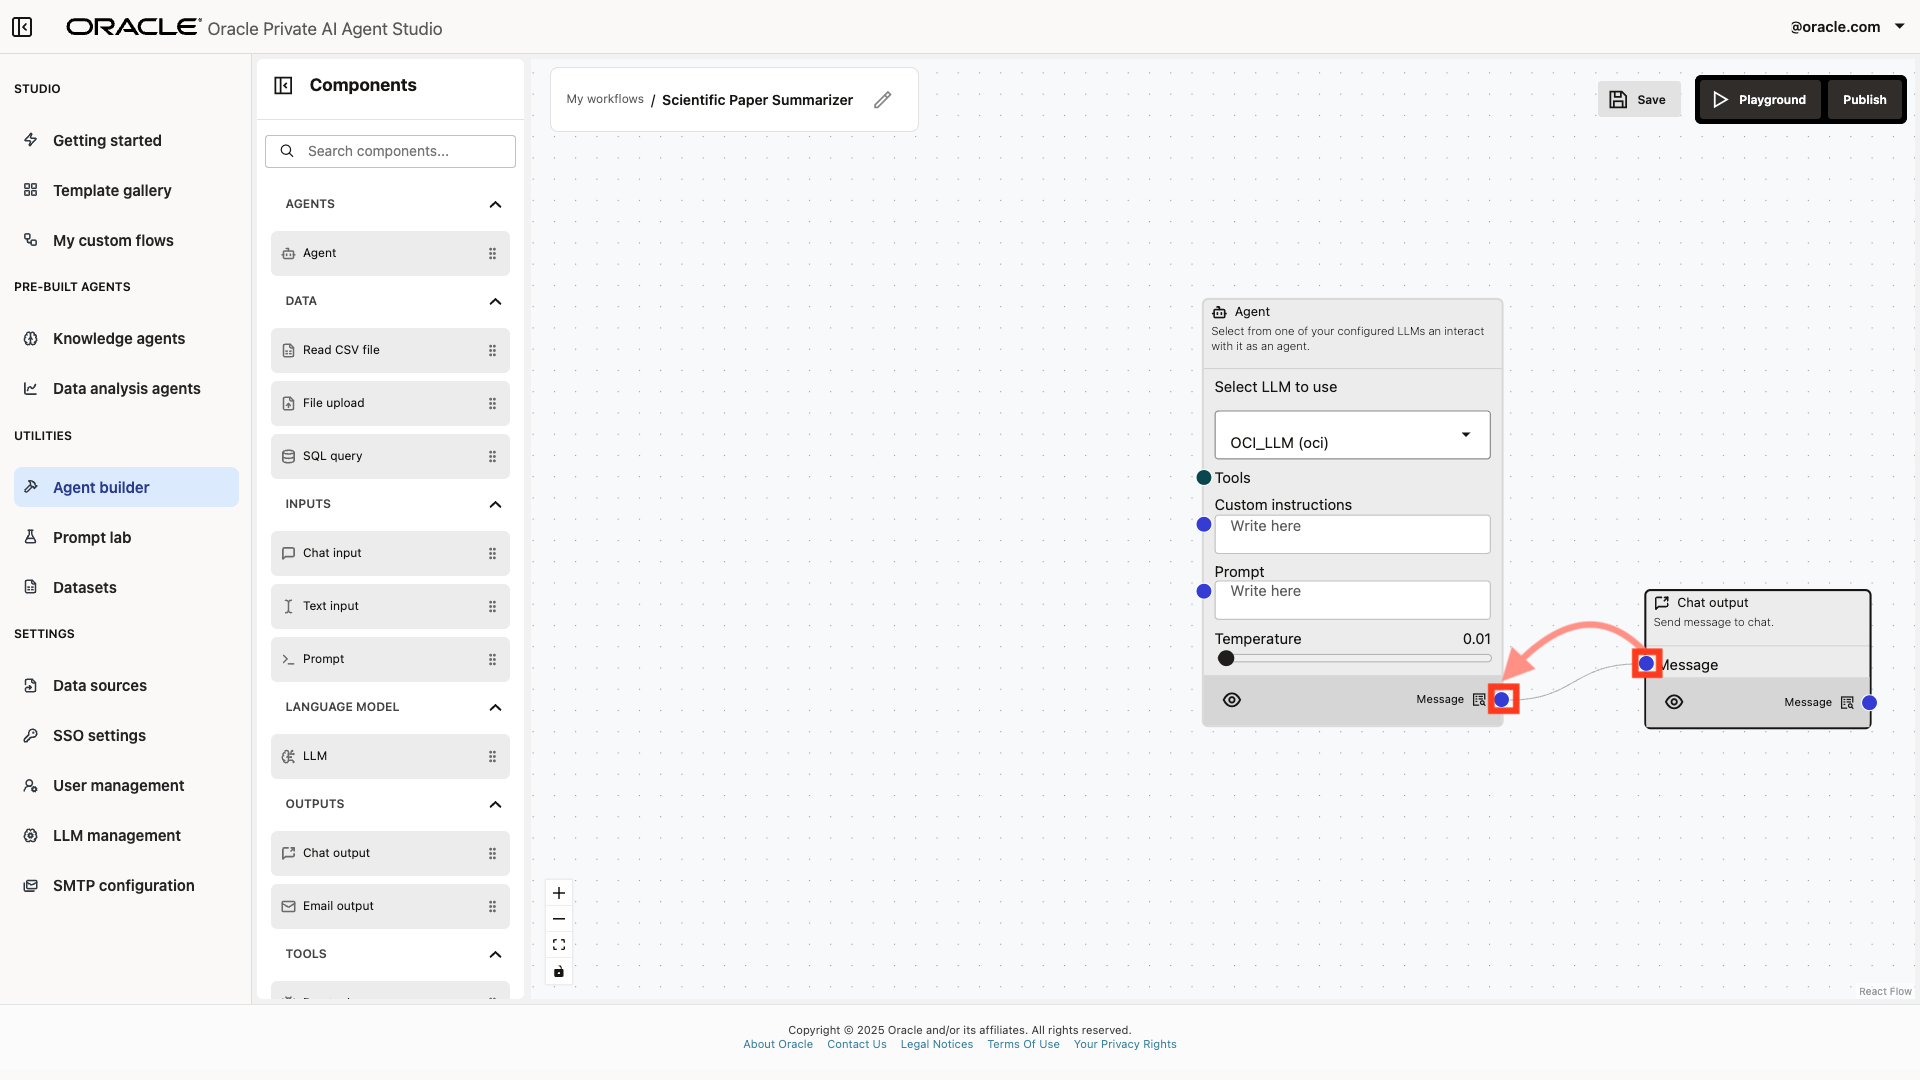 ORACLE Oracle Private AI Agent Studio
@oracle.com
STUDIO
Getting started
Template gallery
My custom flows
PRE-BUILT AGENTS
Knowledge agents
Data analysis agents
UTILITIES
Agent builder
Prompt lab
Datasets
SETTINGS
Data sources
SSO settings
User management
LLM management
SMTP configuration
Components
Search components...
AGENTS
Agent
DATA
Read CSV file
File upload
SQL query
INPUTS
Chat input
Text input
Prompt
LANGUAGE MODEL
LLM
OUTPUTS
Chat output
Email output
TOOLS
My workflows / Scientific Paper Summarizer
Save
Playground
Publish
Agent
Select from one of your configured LLMs an interact
with it as an agent.
Select LLM to use
OCI_LLM (oci)
Tools
Custom instructions
Write here
Prompt
Write here
Temperature 0.01
Message
Chat output
Send message to chat.
Message
Message
React Flow
Copyright © 2025 Oracle and/or its affiliates. All rights reserved.
About Oracle Contact Us Legal Notices Terms Of Use Your Privacy Rights